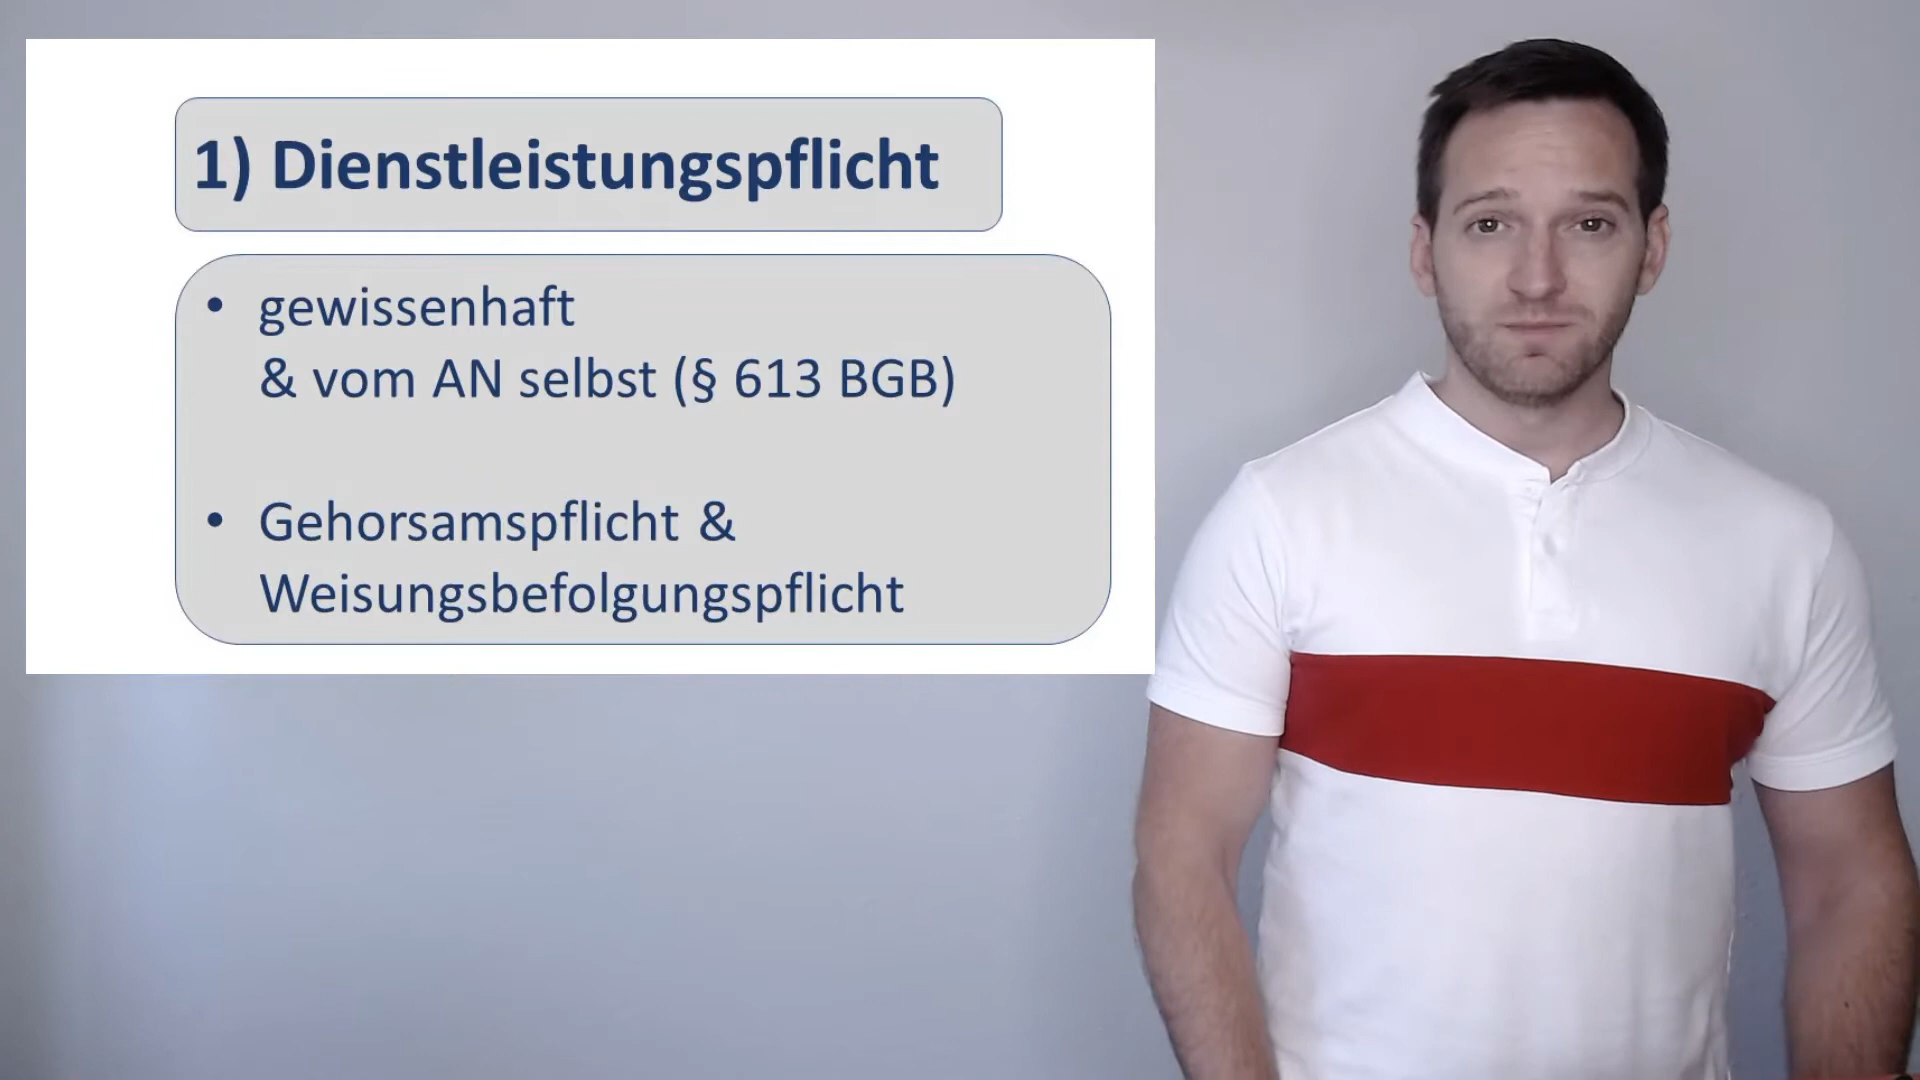 1) Dienstleistungspflicht
• gewissenhaft
& vom AN selbst (§ 613 BGB)
• Gehorsamspflicht &
Weisungsbefolgungspflicht